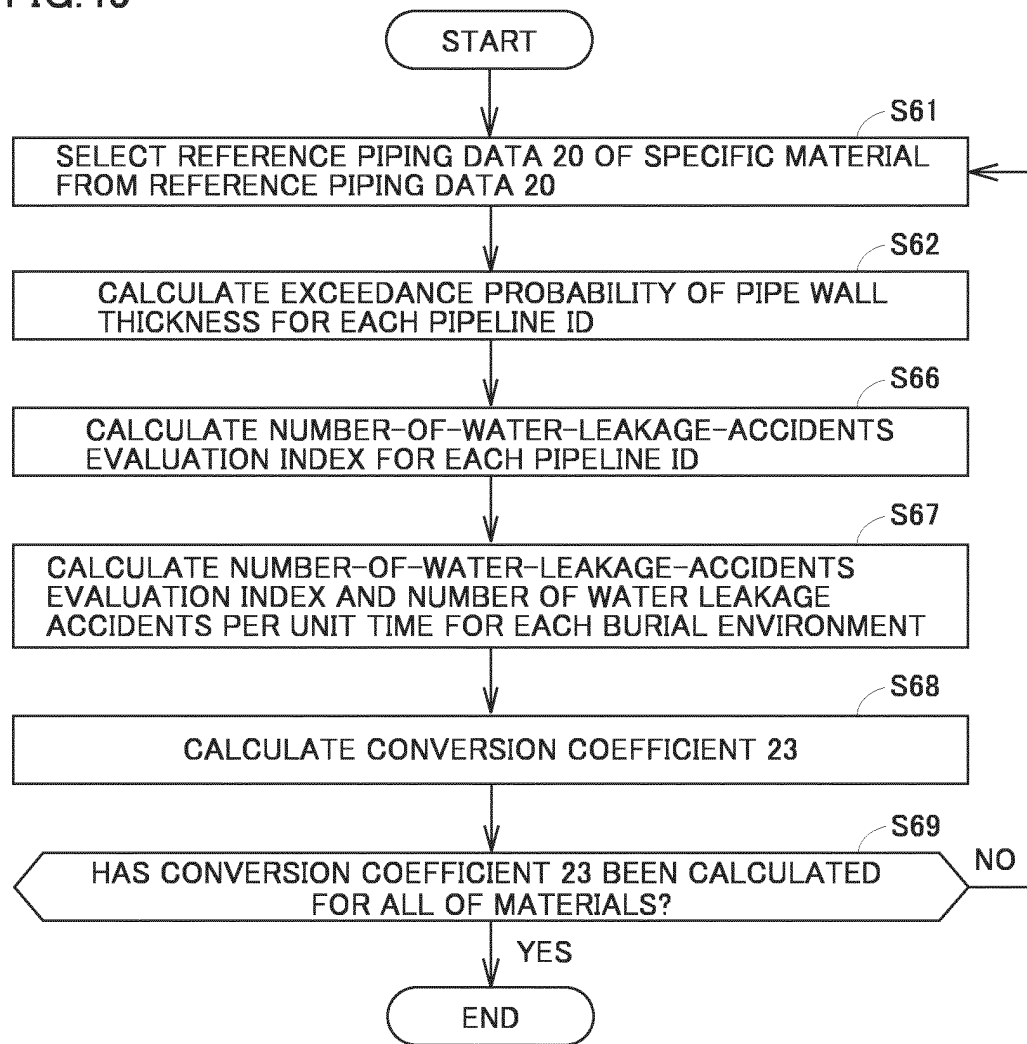 START
S61
SELECT REFERENCE PIPING DATA 20 OF SPECIFIC MATERIAL
FROM REFERENCE PIPING DATA 20
S62
CALCULATE EXCEEDANCE PROBABILITY OF PIPE WALL
THICKNESS FOR EACH PIPELINE ID
S66
CALCULATE NUMBER-OF-WATER-LEAKAGE-ACCIDENTS
EVALUATION INDEX FOR EACH PIPELINE ID
S67
CALCULATE NUMBER-OF-WATER-LEAKAGE-ACCIDENTS
EVALUATION INDEX AND NUMBER OF WATER LEAKAGE
ACCIDENTS PER UNIT TIME FOR EACH BURIAL ENVIRONMENT
S68
CALCULATE CONVERSION COEFFICIENT 23
S69
HAS CONVERSION COEFFICIENT 23 BEEN CALCULATED
FOR ALL OF MATERIALS?
NO
YES
END